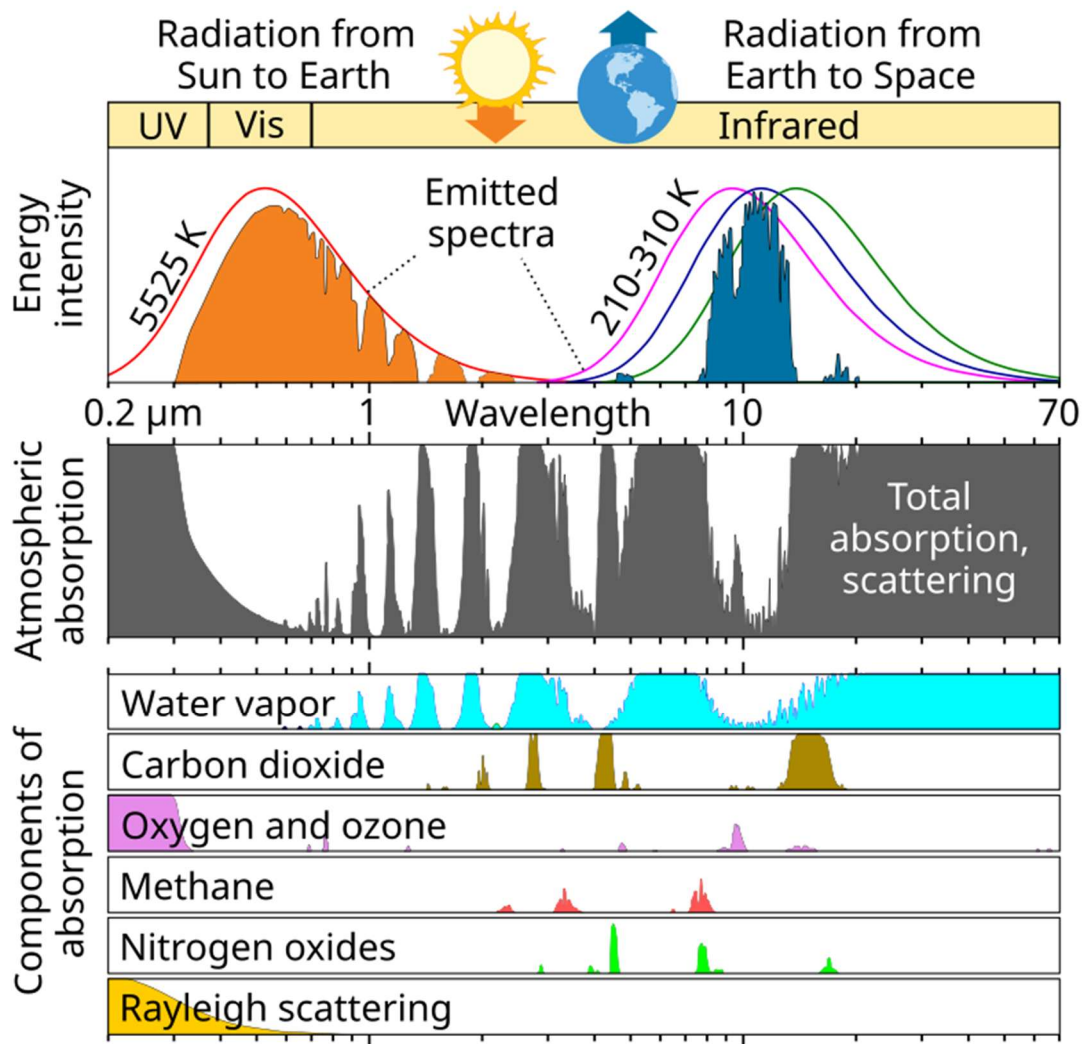 Radiation from
Sun to Earth
Radiation from
Earth to Space
UV
Vis
Infrared
Energy
intensity
5525 K
Emitted
spectra
210-310 K
0.2 μm
1
Wavelength
10
70
Atmospheric
absorption
Total
absorption,
scattering
Components of
absorption
Water vapor
Carbon dioxide
Oxygen and ozone
Methane
Nitrogen oxides
Rayleigh scattering